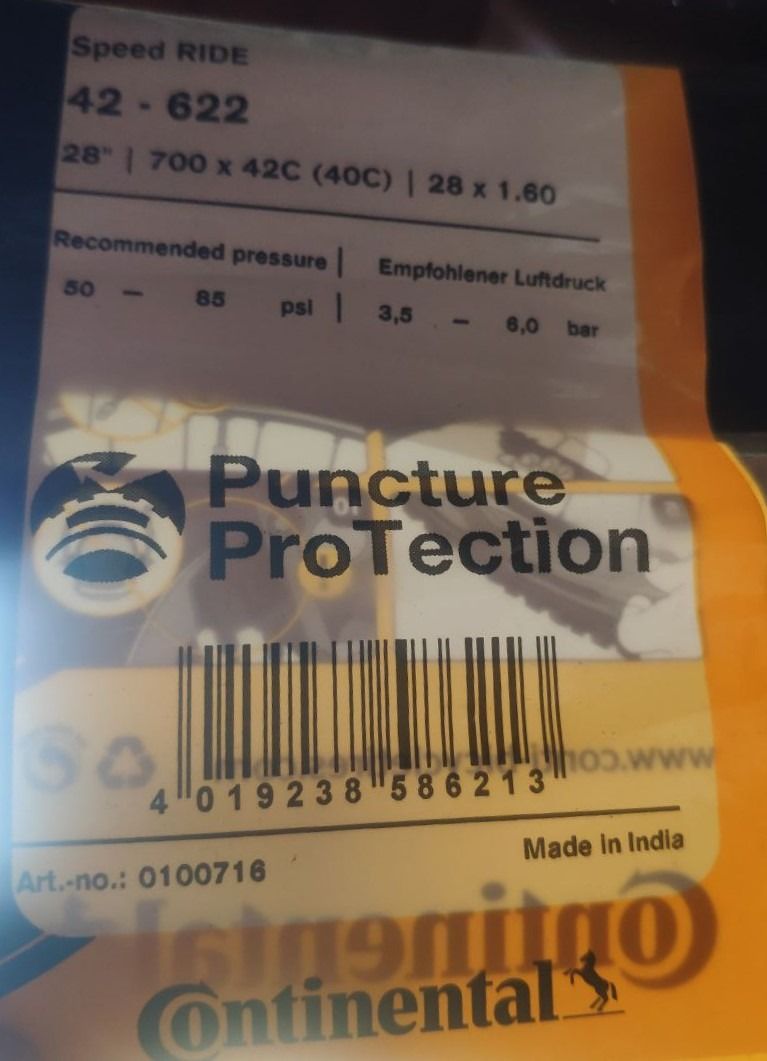 Speed RIDE
42 - 622
28" | 700 x 42C (40C) | 28 x 1.60
Recommended pressure | Empfohlener Luftdruck
50 – 85 psi | 3,5 – 6,0 bar
Puncture
ProTection
4 019238 586213
Made in India
Art.-no.: 0100716
Continental
Continental